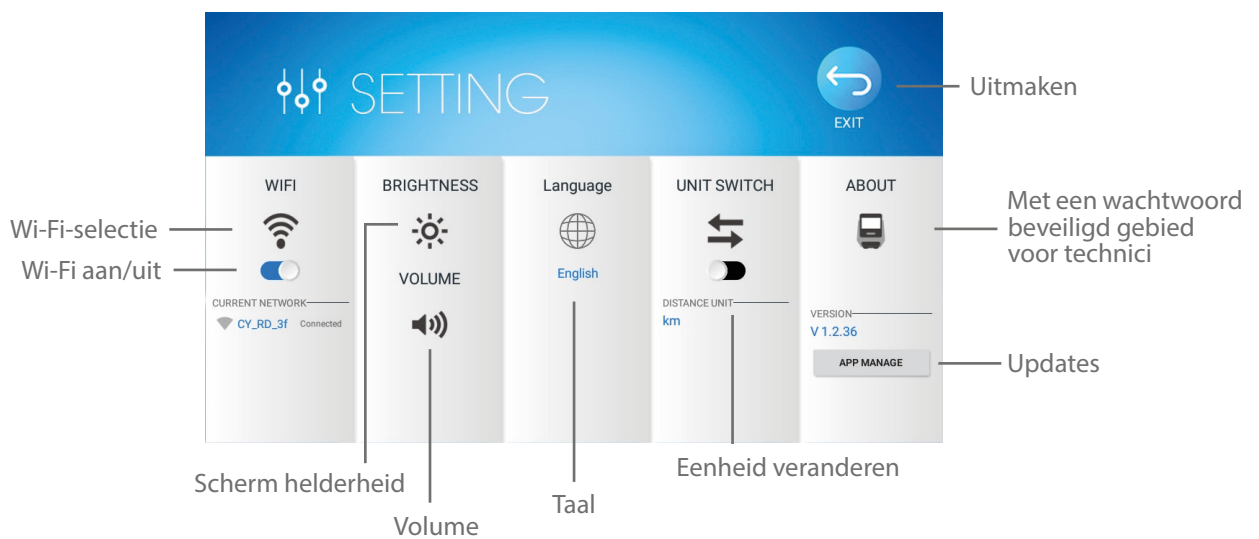 SETTING
EXIT
Uitmaken
WIFI
BRIGHTNESS
Language
UNIT SWITCH
ABOUT
Wi-Fi-selectie
Met een wachtwoord
beveiligd gebied
voor technici
Wi-Fi aan/uit
VOLUME
English
CURRENT NETWORK
CY_RD_3f Connected
DISTANCE UNIT
km
VERSION
V 1.2.36
APP MANAGE
Updates
Scherm helderheid
Volume
Taal
Eenheid veranderen